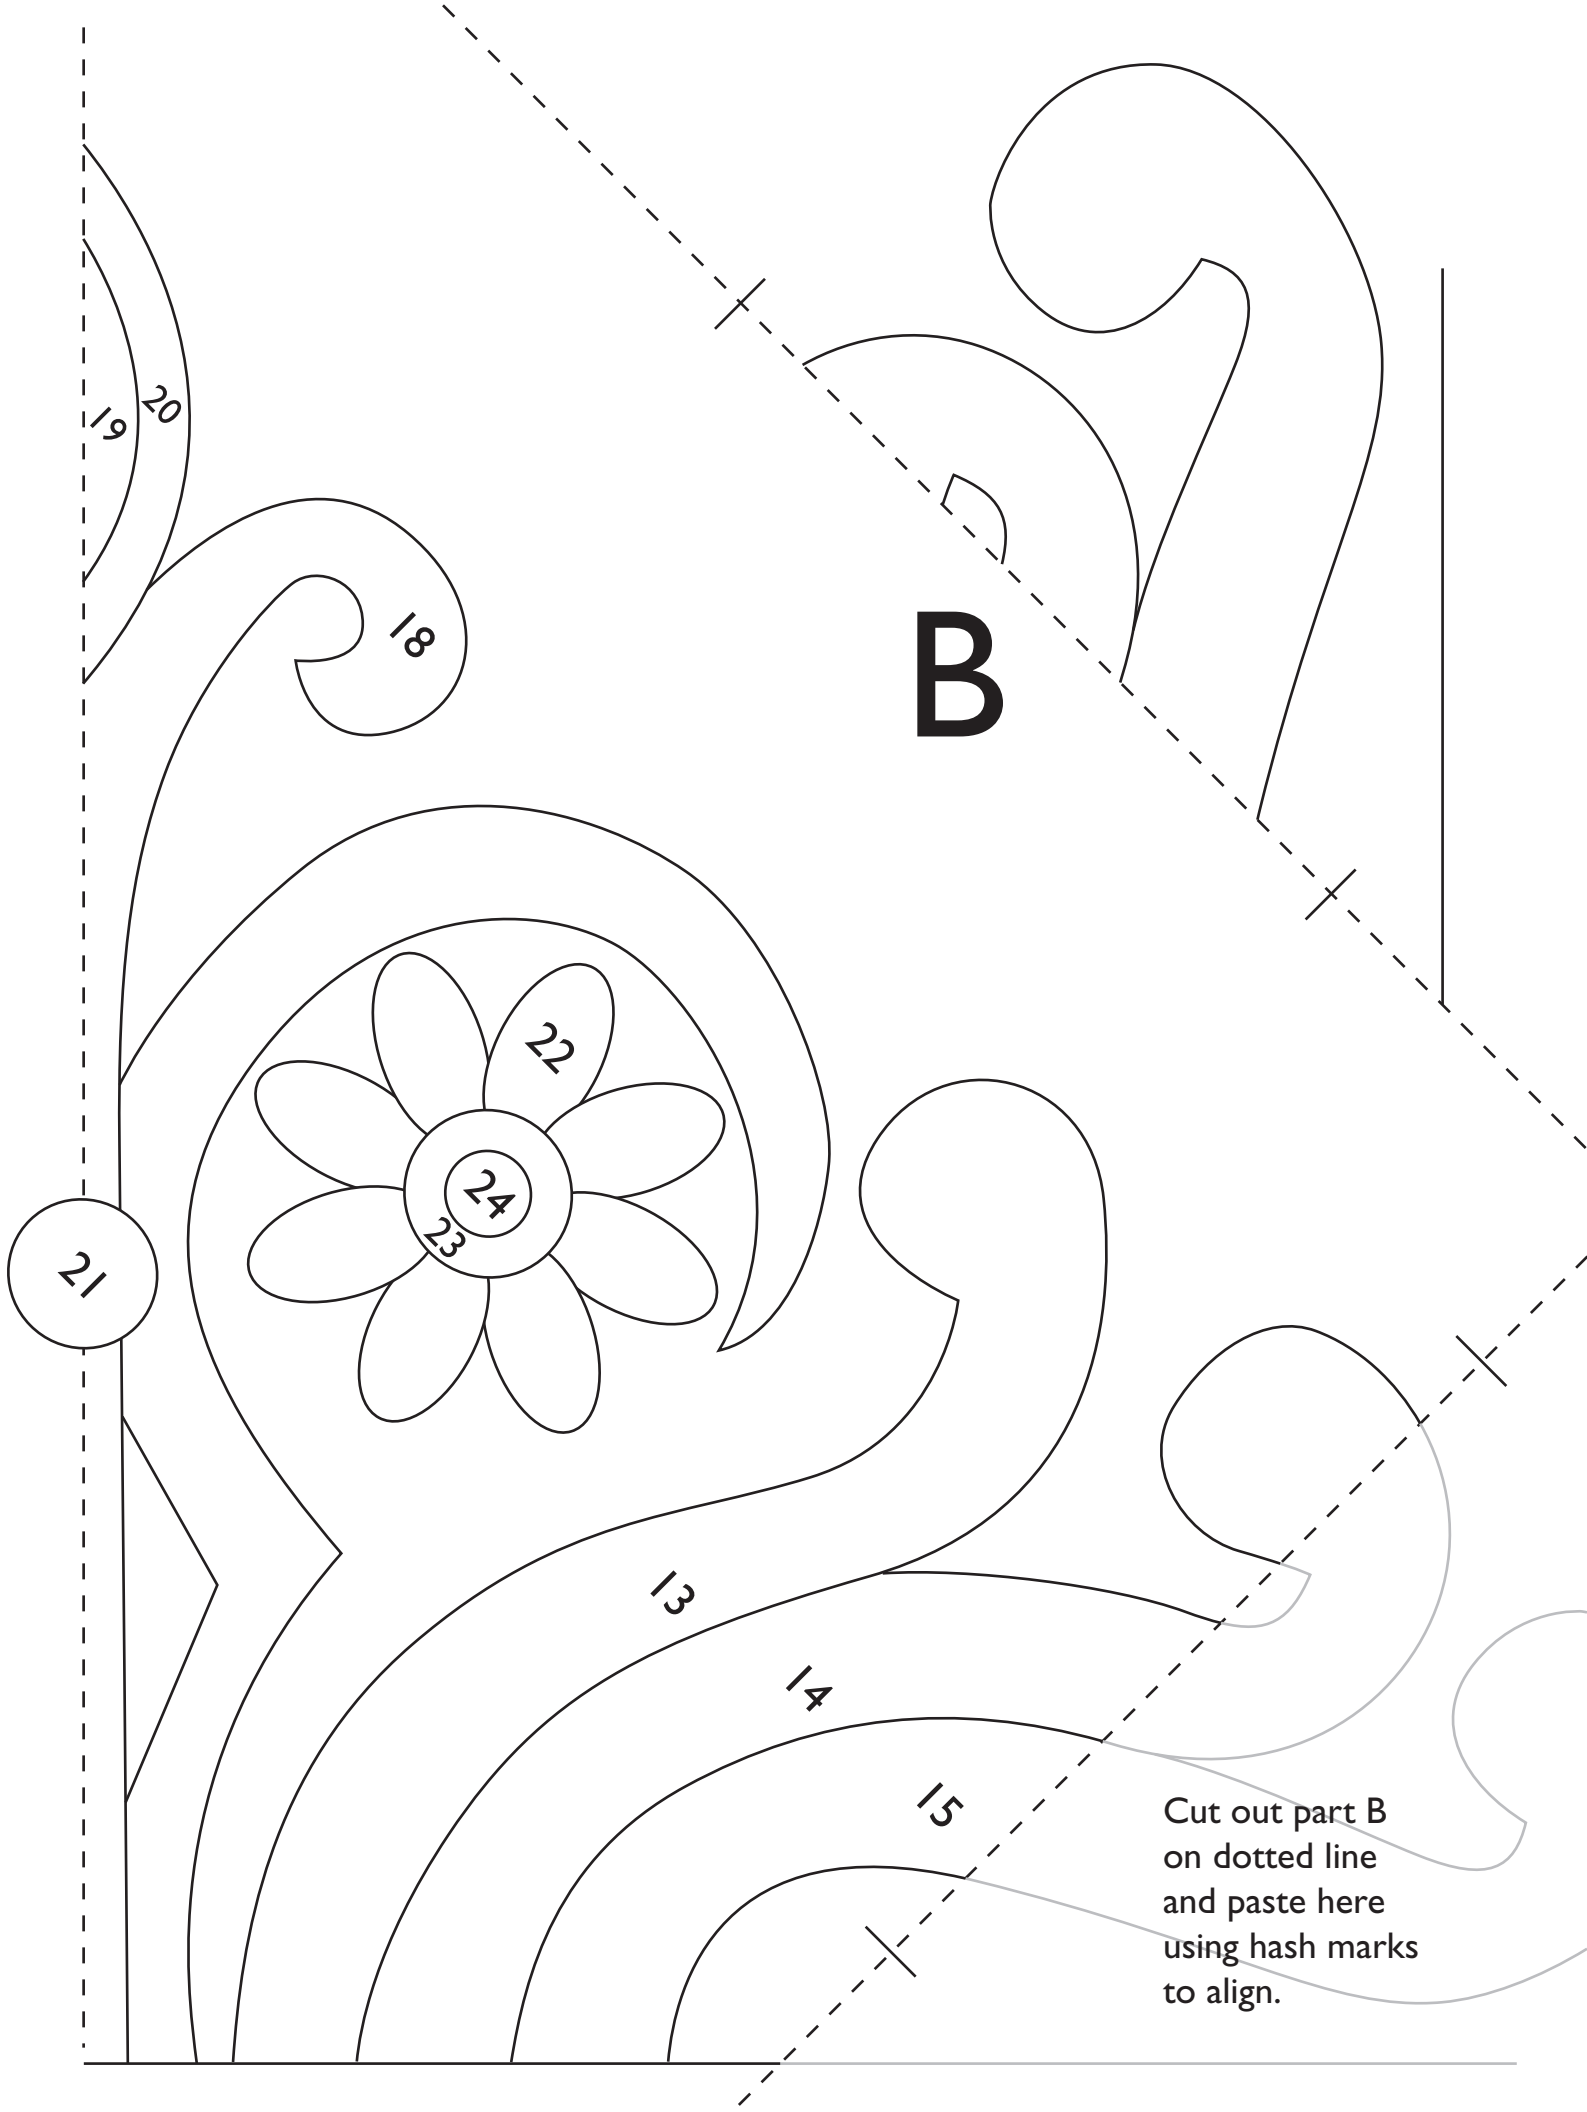 20
19
18
B
22
24
23
21
13
14
15
Cut out part B
on dotted line
and paste here
using hash marks
to align.